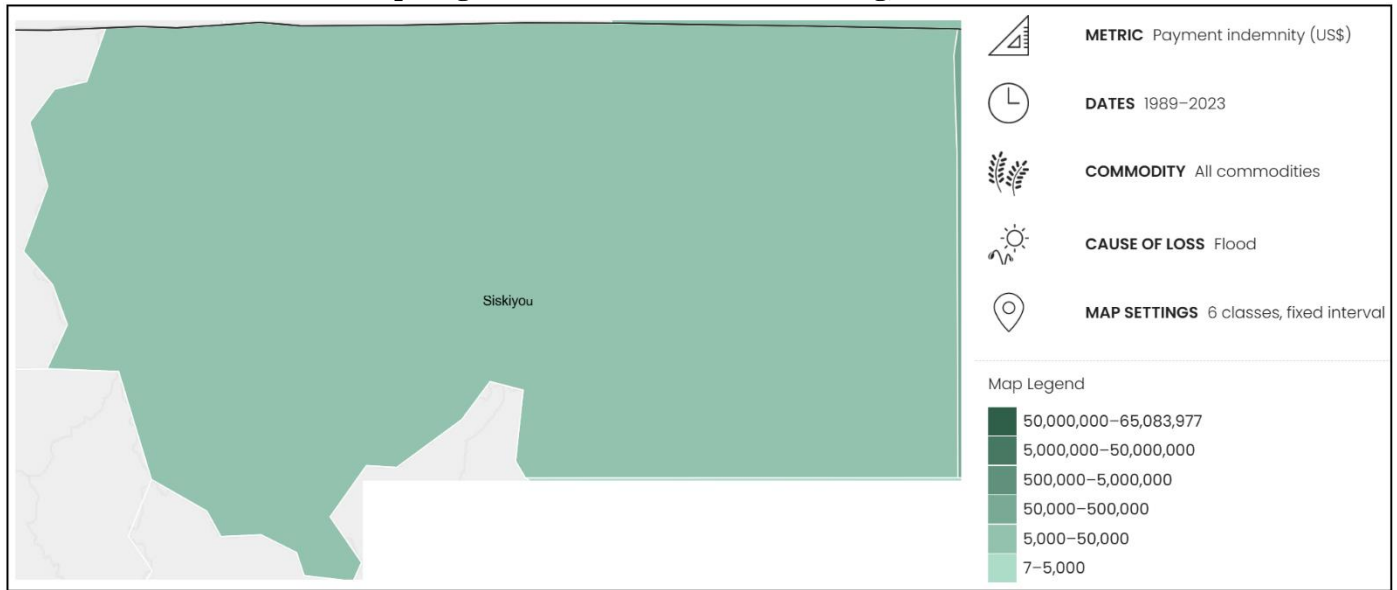 Siskiyou
METRIC Payment indemnity (US$)
DATES 1989–2023
COMMODITY All commodities
CAUSE OF LOSS Flood
MAP SETTINGS 6 classes, fixed interval
Map Legend
50,000,000–65,083,977
5,000,000–50,000,000
500,000–5,000,000
50,000–500,000
5,000–50,000
7–5,000